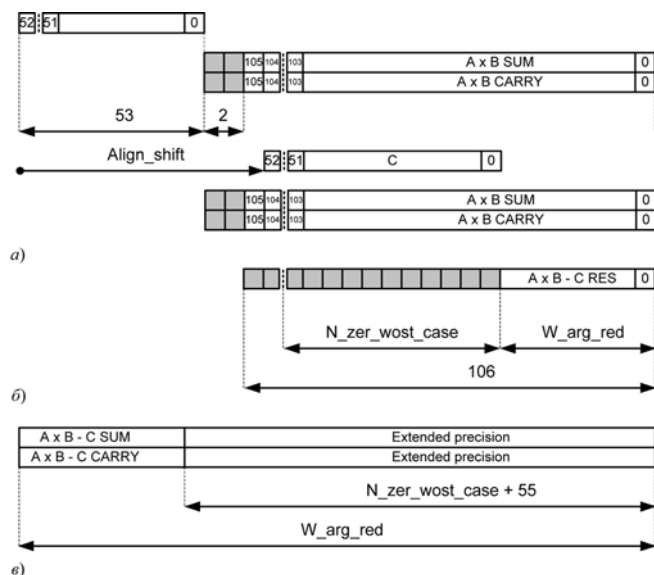 52 51 0
105 104 103 A x B SUM 0
105 104 103 A x B CARRY 0
53 2
Align_shift
52 51 C 0
105 104 103 A x B SUM 0
105 104 103 A x B CARRY 0
а)
A x B - C RES 0
N_zer_wost_case W_arg_red
106
б)
A x B - C SUM Extended precision
A x B - C CARRY Extended precision
N_zer_wost_case + 55
W_arg_red
в)